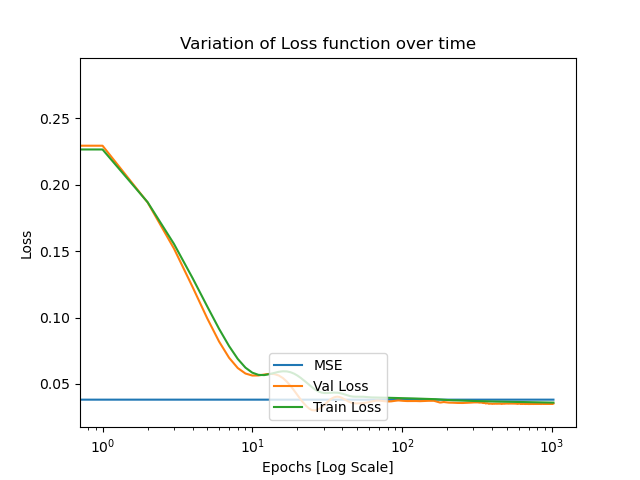 Variation of Loss function over time
Loss
0.25
0.20
0.15
0.10
0.05
MSE
Val Loss
Train Loss
10⁰
10¹
10²
10³
Epochs [Log Scale]